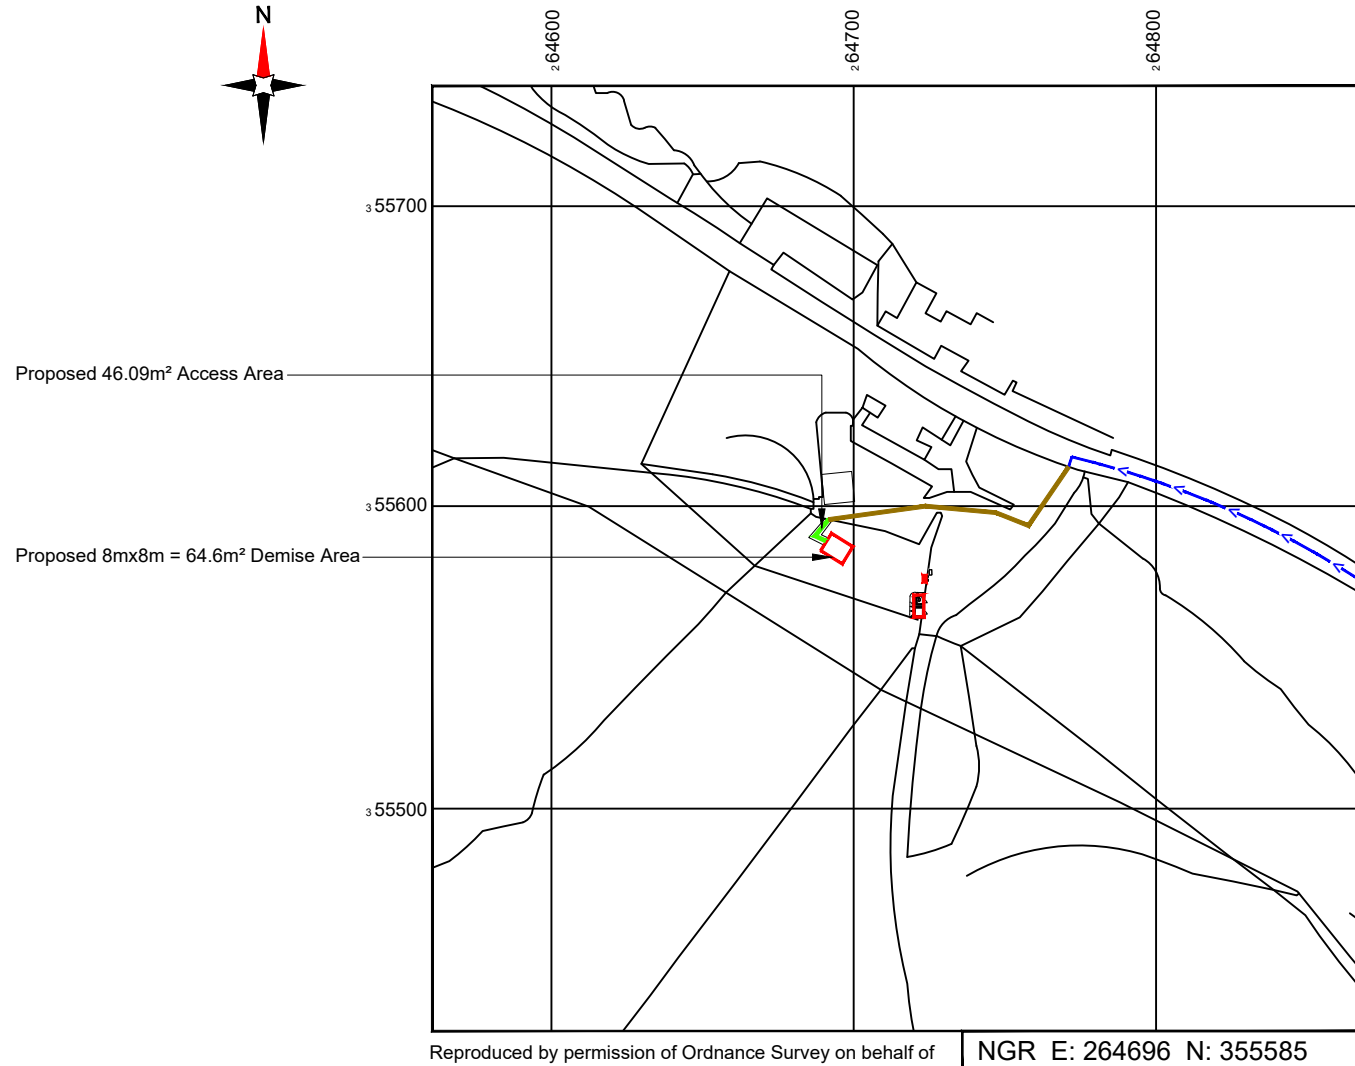 N
264600
264700
264800
355700
Proposed 46.09m² Access Area
355600
Proposed 8mx8m = 64.6m² Demise Area
355500
Reproduced by permission of Ordnance Survey on behalf of
NGR E: 264696 N: 355585